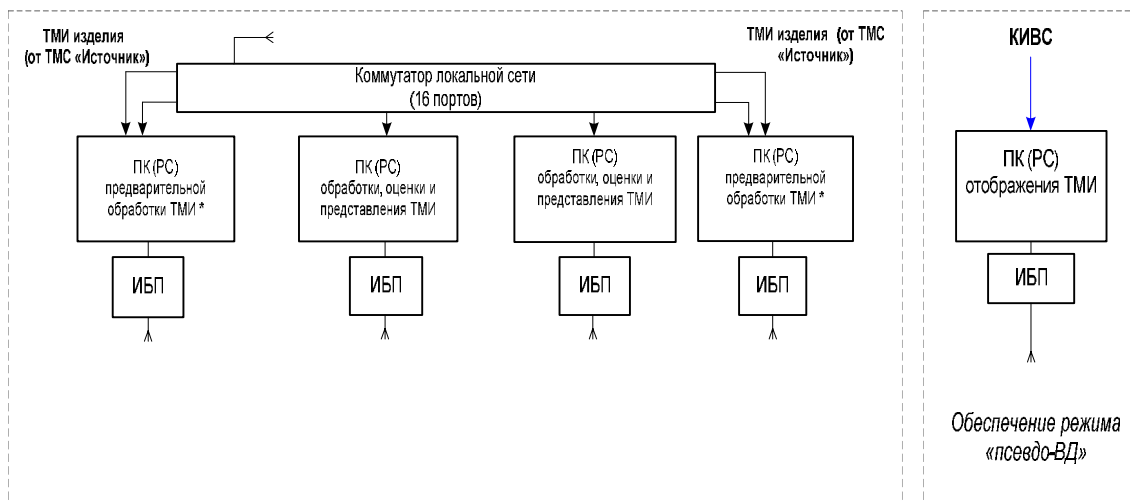 ТМИ изделия
(от ТМС «Источник»)
ТМИ изделия (от ТМС
«Источник»)
Коммутатор локальной сети
(16 портов)
ПК (РС)
предварительной
обработки ТМИ *
ПК (РС)
обработки, оценки и
представления ТМИ
ПК (РС)
обработки, оценки и
представления ТМИ
ПК (РС)
предварительной
обработки ТМИ *
ИБП
ИБП
ИБП
ИБП
КИВС
ПК (РС)
отображения ТМИ
ИБП
Обеспечение режима
«псевдо-ВД»